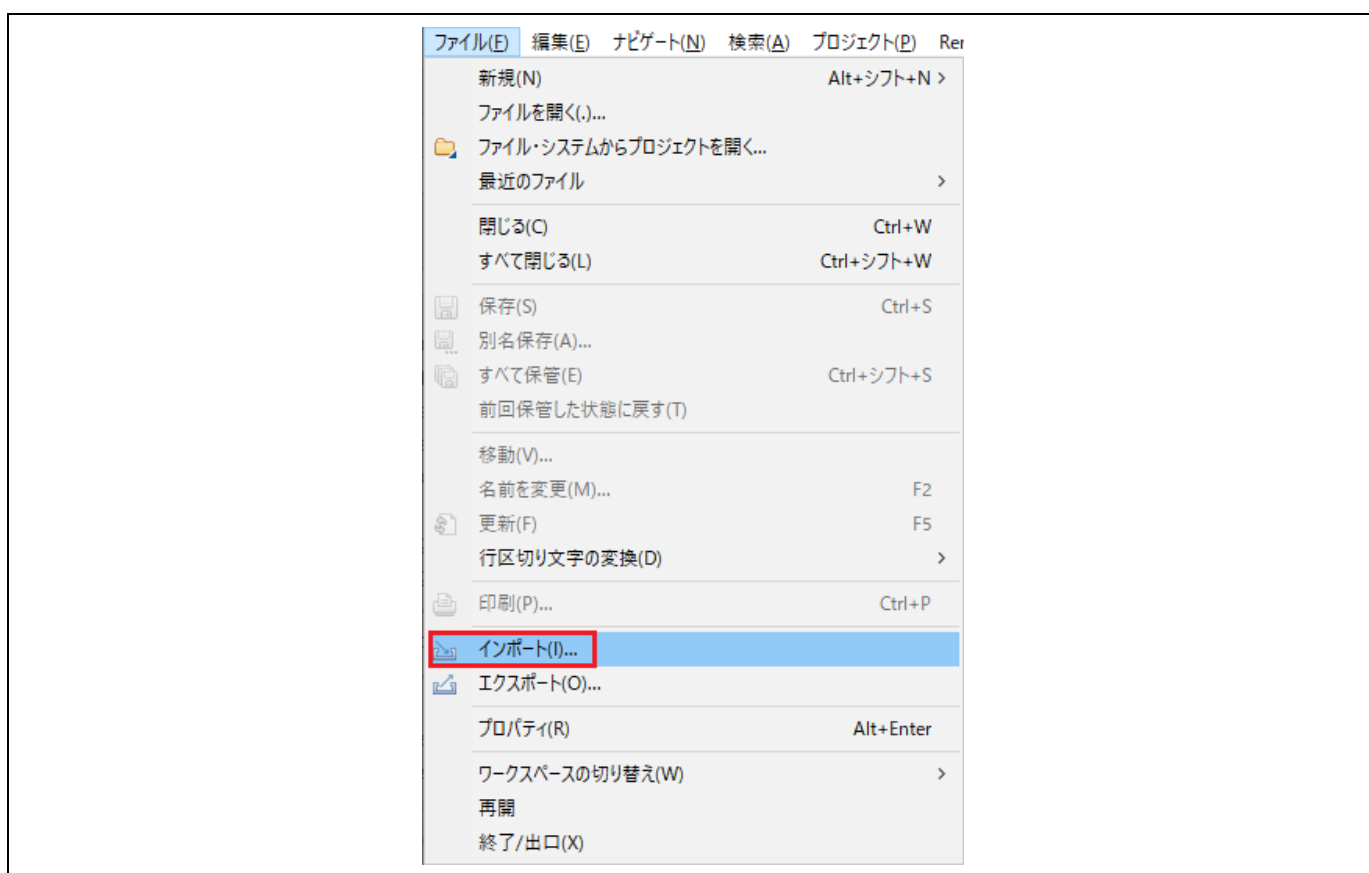 ファイル(F) 編集(E) ナビゲート(N) 検索(A) プロジェクト(P) Rer
新規(N) Alt+シフト+N >
ファイルを開く(.)...
ファイル・システムからプロジェクトを開く...
最近のファイル >
閉じる(C) Ctrl+W
すべて閉じる(L) Ctrl+シフト+W
保存(S) Ctrl+S
別名保存(A)...
すべて保管(E) Ctrl+シフト+S
前回保管した状態に戻す(T)
移動(V)...
名前を変更(M)... F2
更新(F) F5
行区切り文字の変換(D) >
印刷(P)... Ctrl+P
インポート(I)...
エクスポート(O)...
プロパティ(R) Alt+Enter
ワークスペースの切り替え(W) >
再開
終了/出口(X)